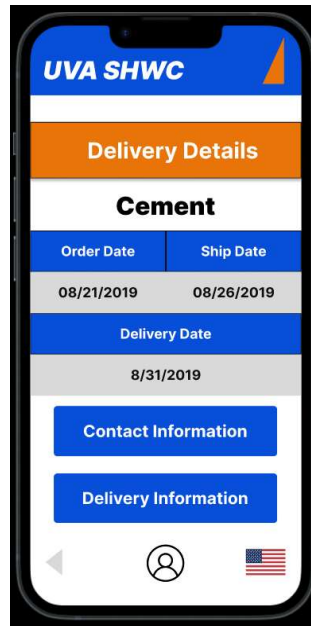 UVA SHWC
Delivery Details
Cement
Order Date Ship Date
08/21/2019 08/26/2019
Delivery Date
8/31/2019
Contact Information
Delivery Information